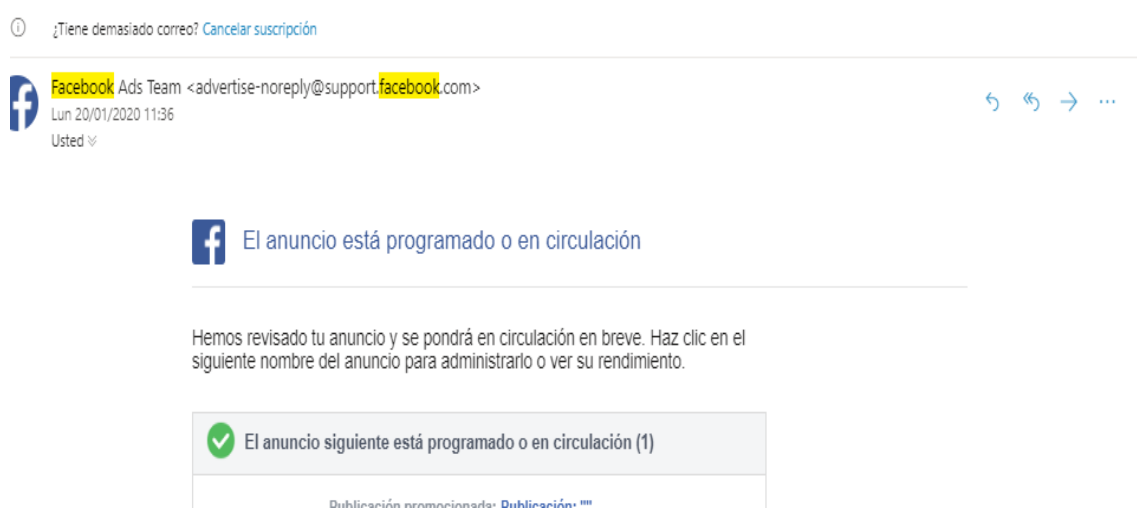 ¿Tiene demasiado correo? Cancelar suscripción
Facebook Ads Team <advertise-noreply@support.facebook.com>
Lun 20/01/2020 11:36
Usted
El anuncio está programado o en circulación
Hemos revisado tu anuncio y se pondrá en circulación en breve. Haz clic en el
siguiente nombre del anuncio para administrarlo o ver su rendimiento.
El anuncio siguiente está programado o en circulación (1)
Publicación promocionada: Publicación: ""